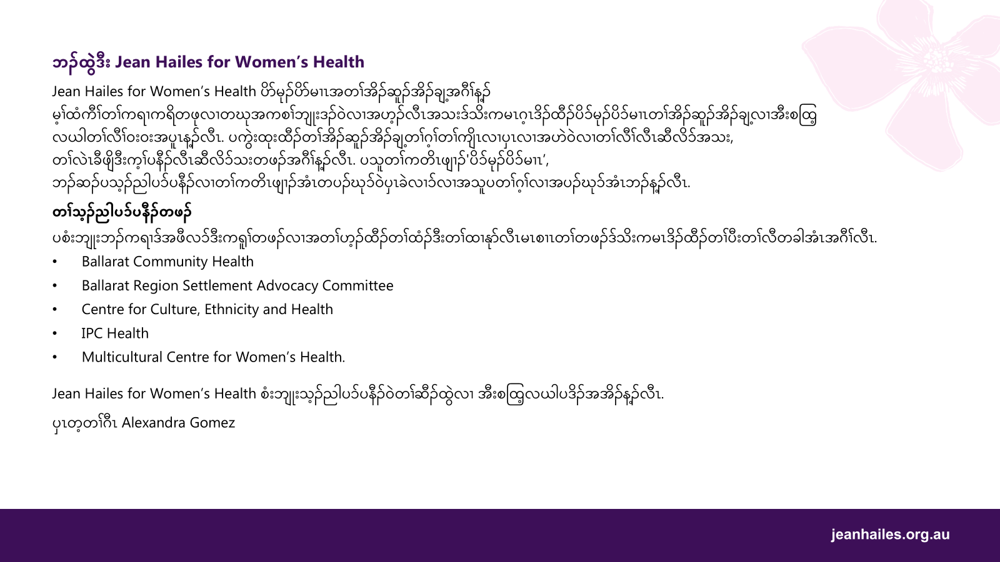 ဘၣ်ထွဲဒီး Jean Hailes for Women’s Health
Jean Hailes for Women’s Health ပိာ်မုၣ်ပိာ်မၢၤအတၢ်အိၣ်ဆူၣ်အိၣ်ချ့အဂီၢ်န့ၣ်
မ့ၢ်ထံကီၢ်တၢ်ကရၢကရိတဖုလၢတဃုအကစၢ်ဘျုးဒၣ်ဝဲလၢအဟ့ၣ်လီၤအသးဒ်သိးကမၤဂ့ၤဒိၣ်ထီၣ်ပိာ်မုၣ်ပိာ်မၢၤတၢ်အိၣ်ဆူၣ်အိၣ်ချ့လၢအီးစထြ့
လယါတၢ်လီၢ်ဝးဝးအပူၤန့ၣ်လီၤ. ပကွဲးထုးထီၣ်တၢ်အိၣ်ဆူၣ်အိၣ်ချ့တၢ်ဂ့ၢ်တၢ်ကျိၤလၢပှၤလၢအဟဲဝဲလၢတၢ်လီၢ်လီၤဆီလိာ်အသး,
တၢ်လဲၤခီဖျိဒီးက့ၢ်ပနီၣ်လီၤဆီလိာ်သးတဖၣ်အဂီၢ်န့ၣ်လီၤ. ပသူတၢ်ကတိၤဖျၢၣ်'ပိာ်မုၣ်ပိာ်မၢၤ’,
ဘၣ်ဆၣ်ပသ့ၣ်ညါပာ်ပနီၣ်လၢတၢ်ကတိၤဖျၢၣ်အံၤတပၣ်ဃုာ်ဝဲပှၤခဲလၢာ်လၢအသူပတၢ်ဂ့ၢ်လၢအပၣ်ဃုာ်အံၤဘၣ်န့ၣ်လီၤ.
တၢ်သ့ၣ်ညါပာ်ပနီၣ်တဖၣ်
ပစံးဘျုးဘၣ်ကရၢဒ်အဖီလာ်ဒီးကရူၢ်တဖၣ်လၢအတၢ်ဟ့ၣ်ထီၣ်တၢ်ထံၣ်ဒီးတၢ်ထၢနုာ်လီၤမၤစၢၤတၢ်တဖၣ်ဒ်သိးကမၤဒိၣ်ထီၣ်တၢ်ပီးတၢ်လီတခါအံၤအဂီၢ်လီၤ.
• Ballarat Community Health
• Ballarat Region Settlement Advocacy Committee
• Centre for Culture, Ethnicity and Health
• IPC Health
• Multicultural Centre for Women’s Health.
Jean Hailes for Women’s Health စံးဘျုးသ့ၣ်ညါပာ်ပနီၣ်ဝဲတၢ်ဆီၣ်ထွဲလၢ အီးစထြ့လယါပဒိၣ်အအိၣ်န့ၣ်လီၤ.
ပှၤတ့တၢ်ဂီၤ Alexandra Gomez
jeanhailes.org.au